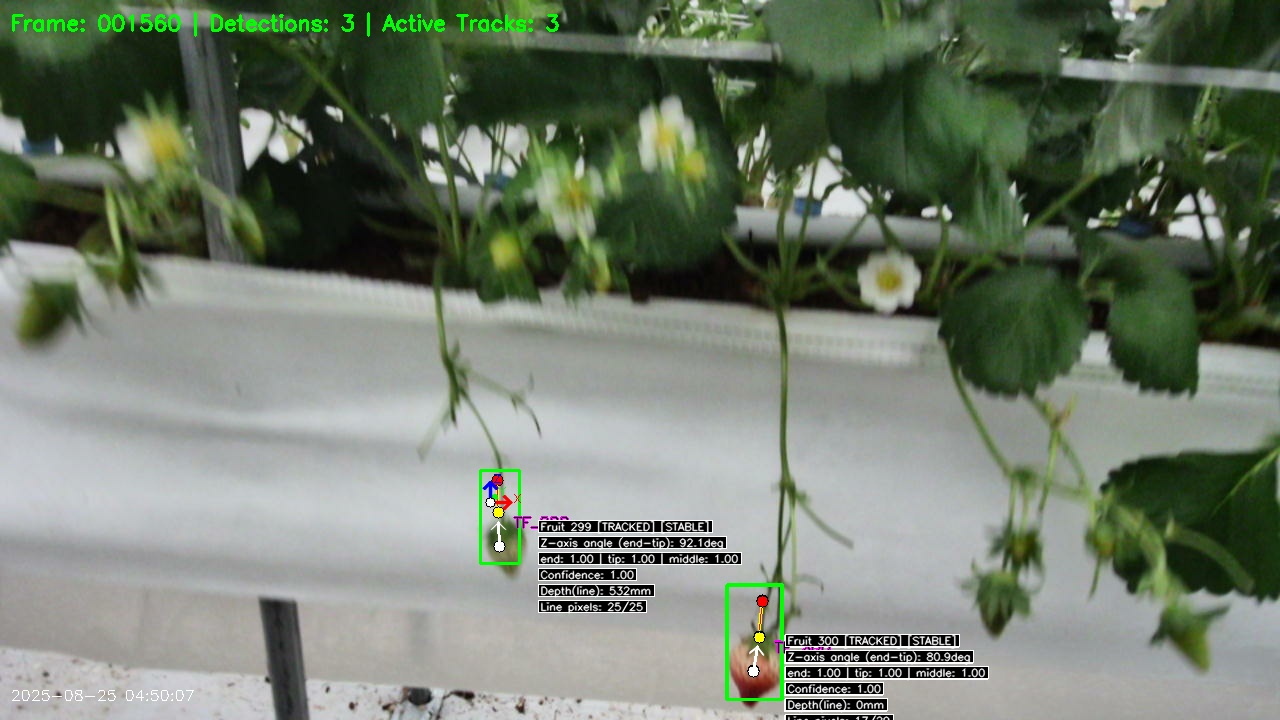 Frame: 001560 | Detections: 3 | Active Tracks: 3
X
Fruit 299 [TRACKED] [STABLE]
Z-axis angle (end-tip): 92.1deg
end: 1.00 | tip: 1.00 | middle: 1.00
Confidence: 1.00
Depth(line): 532mm
Line pixels: 25/25
Fruit 300 [TRACKED] [STABLE]
Z-axis angle (end-tip): 80.9deg
end: 1.00 | tip: 1.00 | middle: 1.00
Confidence: 1.00
Depth(line): 0mm
2025-08-25 04:50:07